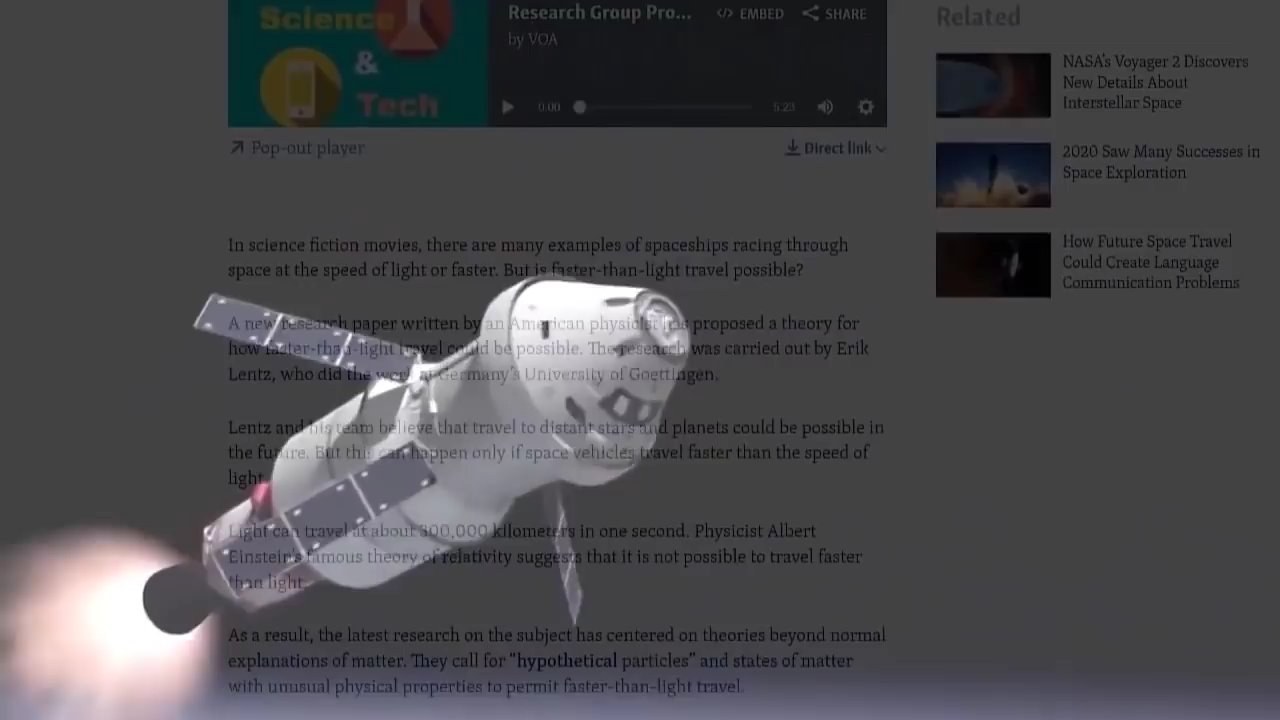 Science
&
Tech
Research Group Pro...
EMBED
SHARE
by VOA
0:00
5:23
Pop-out player
Direct link
In science fiction movies, there are many examples of spaceships racing through
space at the speed of light or faster. But is faster-than-light travel possible?
A new research paper written by an American physicist has proposed a theory for
how faster-than-light travel could be possible. The research was carried out by Erik
Lentz, who did the work at Germany's University of Goettingen.
Lentz and his team believe that travel to distant stars and planets could be possible in
the future. But this can happen only if space vehicles travel faster than the speed of
light.
Light can travel at about 300,000 kilometers in one second. Physicist Albert
Einstein's famous theory of relativity suggests that it is not possible to travel faster
than light.
As a result, the latest research on the subject has centered on theories beyond normal
explanations of matter. They call for "hypothetical particles" and states of matter
with unusual physical properties to permit faster-than-light travel.
Related
NASA's Voyager 2 Discovers
New Details About
Interstellar Space
2020 Saw Many Successes in
Space Exploration
How Future Space Travel
Could Create Language
Communication Problems